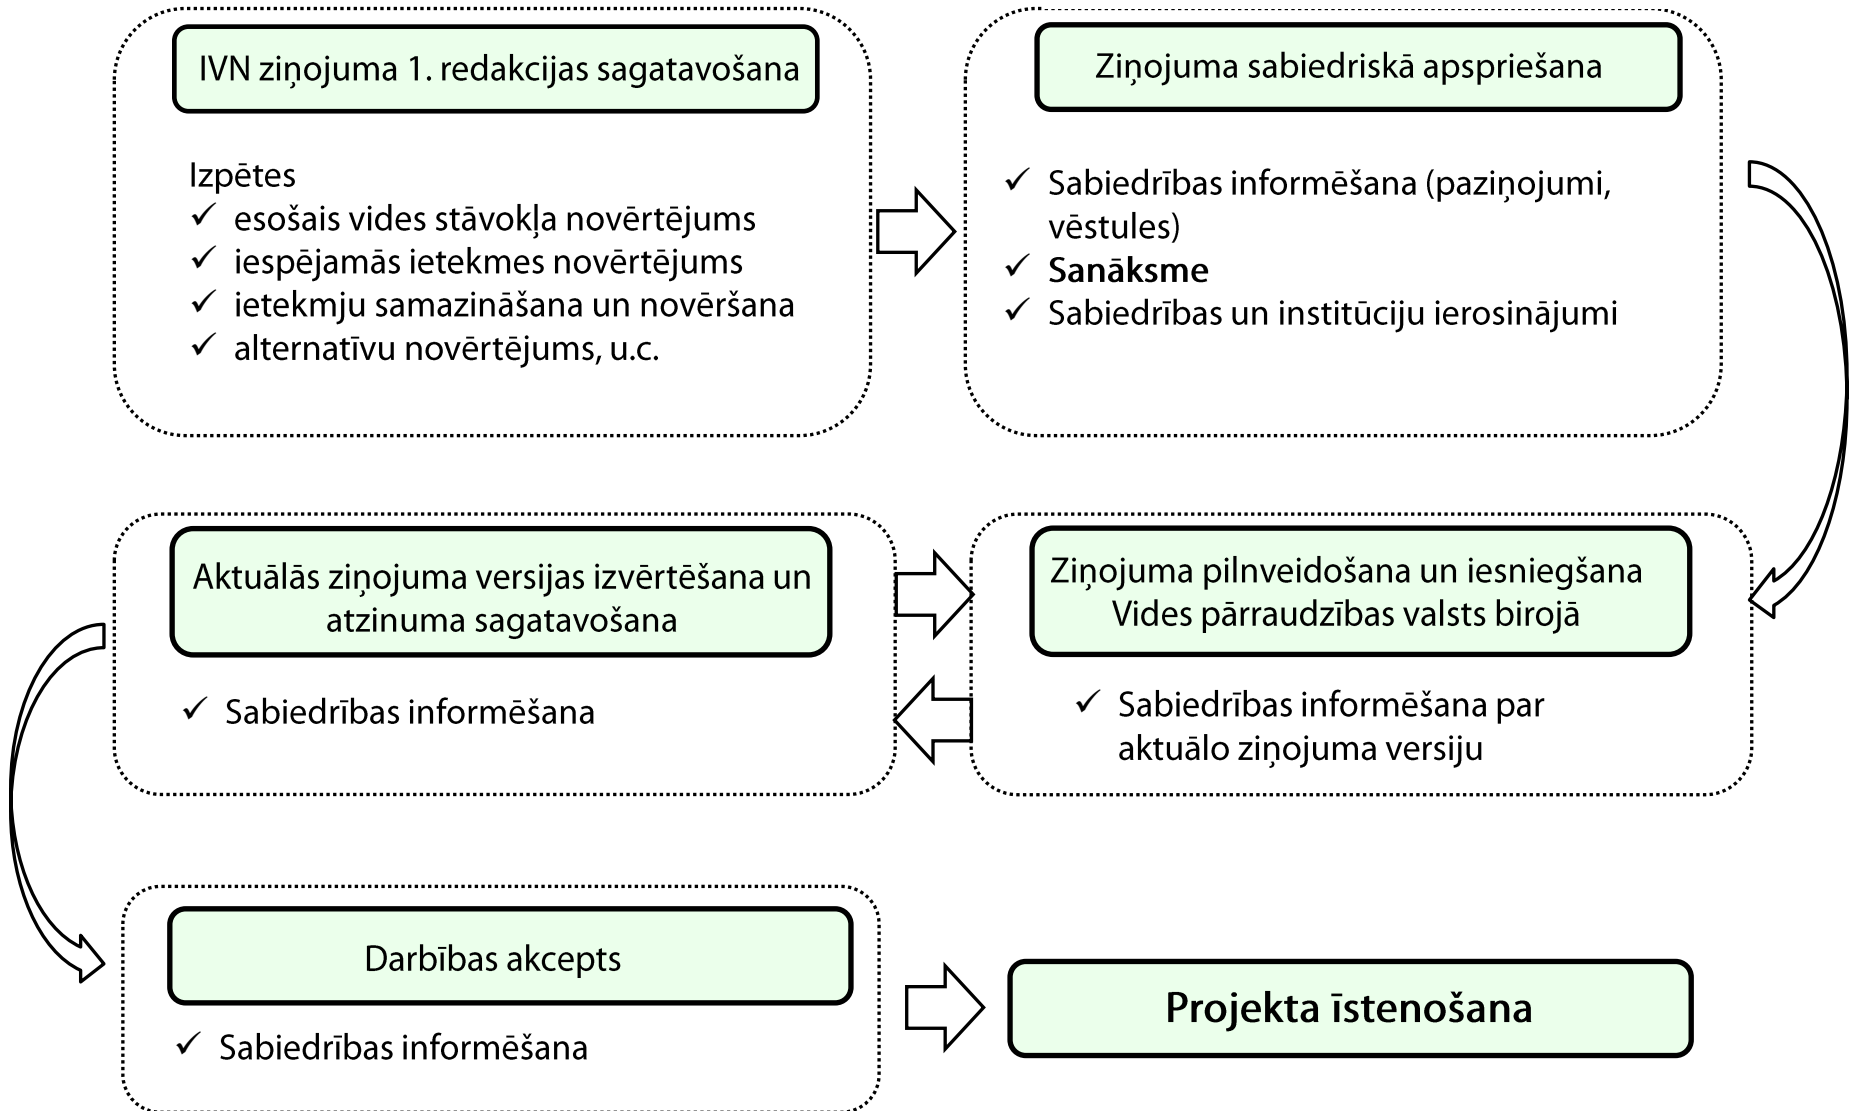 IVN ziņojuma 1. redakcijas sagatavošana
Izpētes
✓ esošais vides stāvokļa novērtējums
✓ iespējamās ietekmes novērtējums
✓ ietekmju samazināšana un novēršana
✓ alternatīvu novērtējums, u.c.
Ziņojuma sabiedriskā apspriešana
✓ Sabiedrības informēšana (paziņojumi,
vēstules)
✓ Sanāksme
✓ Sabiedrības un institūciju ierosinājumi
Aktuālās ziņojuma versijas izvērtēšana un
atzinuma sagatavošana
✓ Sabiedrības informēšana
Ziņojuma pilnveidošana un iesniegšana
Vides pārraudzības valsts birojā
✓ Sabiedrības informēšana par
aktuālo ziņojuma versiju
Darbības akcepts
✓ Sabiedrības informēšana
Projekta īstenošana